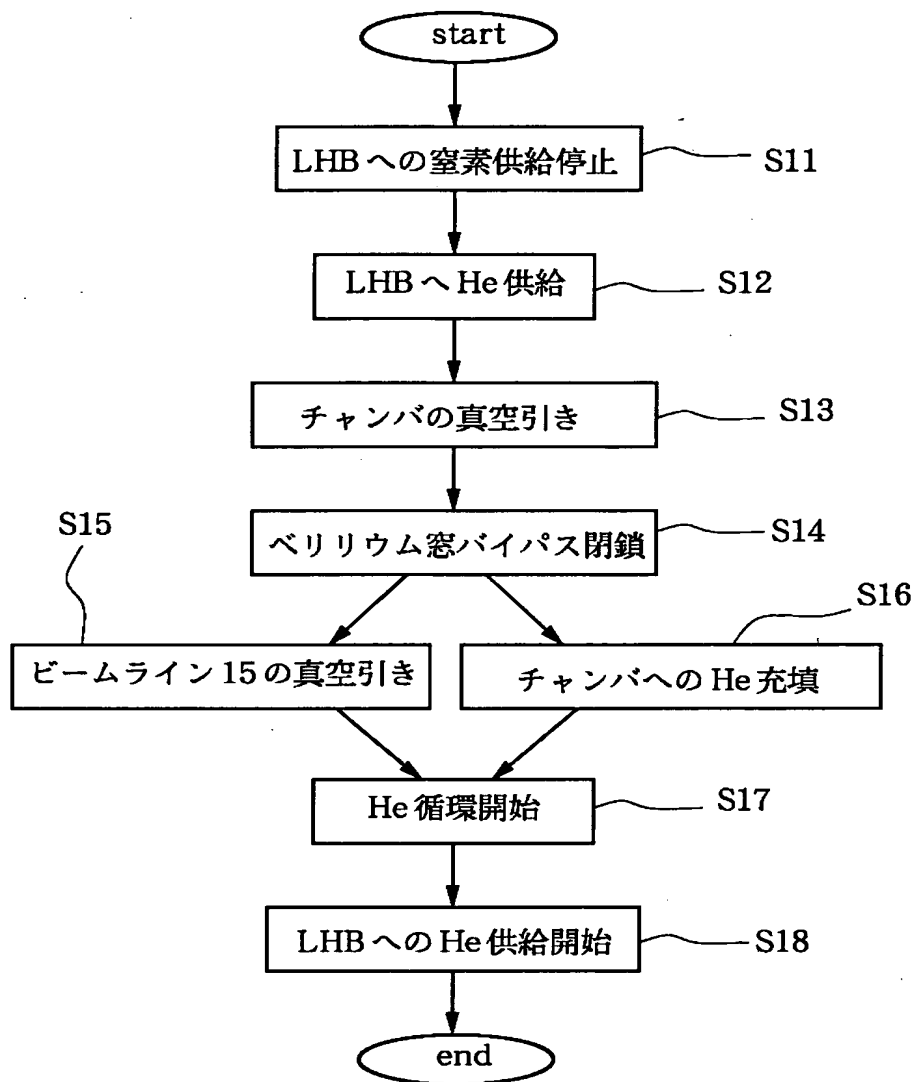 start
LHBへの窒素供給停止
S11
LHBへHe供給
S12
チャンバの真空引き
S13
ベリリウム窓バイパス閉鎖
S14
S15
S16
ビームライン15の真空引き
チャンバへのHe充填
He循環開始
S17
LHBへのHe供給開始
S18
end